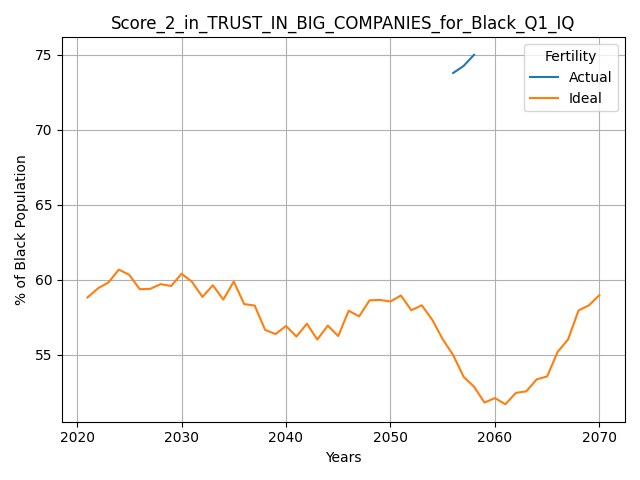 Score_2_in_TRUST_IN_BIG_COMPANIES_for_Black_Q1_IQ
Fertility
Actual
Ideal
% of Black Population
75
70
65
60
55
2020
2030
2040
2050
2060
2070
Years